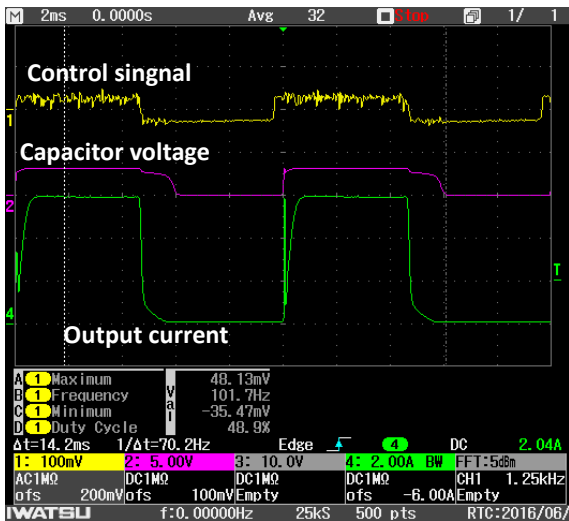 M 2ms 0.0000s Avg 32 Stop 1/ 1
Control singnal
1
Capacitor voltage
2
T
4
Output current
A 1 Maximum 48.13mV
B 1 Frequency 101.7Hz
C 1 Minimum -35.47mV
D 1 Duty Cycle 48.9%
Val
Δt=14.2ms 1/Δt=70.2Hz Edge 4 DC 2.04A
1: 100mV 2: 5.00V 3: 10.0V 4: 2.00A BW FFT:5dBm
AC1MΩ DC1MΩ DC1MΩ DC1MΩ CH1 1.25kHz
ofs 200mV ofs 100mV Empty ofs -6.00A Empty
IWATSU f:0.00000Hz 25kS 500 pts RTC:2016/06/